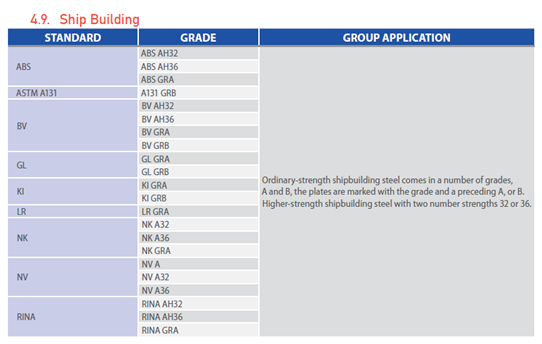 4.9. Ship Building
STANDARD GRADE GROUP APPLICATION
ABS
ABS AH32
ABS AH36
ABS GRA
ASTM A131 A131 GRB
BV
BV AH32
BV AH36
BV GRA
BV GRB
GL
GL GRA
GL GRB
KI
KI GRA
KI GRB
LR LR GRA
NK
NK A32
NK A36
NK GRA
NV
NV A
NV A32
NV A36
RINA
RINA AH32
RINA AH36
RINA GRA
Ordinary-strength shipbuilding steel comes in a number of grades,
A and B, the plates are marked with the grade and a preceding A, or B.
Higher-strength shipbuilding steel with two number strengths 32 or 36.